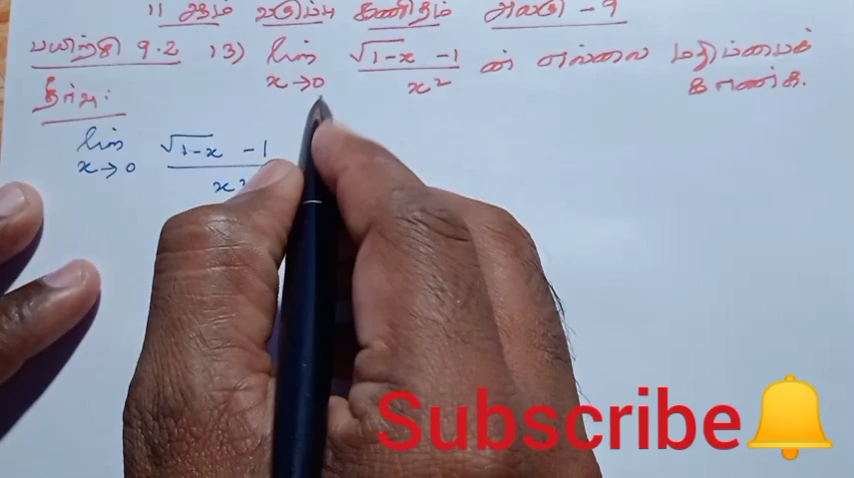 11 ஆம் வகுப்பு கணிதம் அலகு - 9
பயிற்சி 9.2 13) lim x→0 √1-x -1 / x² ன் எல்லை மதிப்பைக் காண்க.
தீர்வு:
lim x→0 √1-x -1 / x²
Subscribe